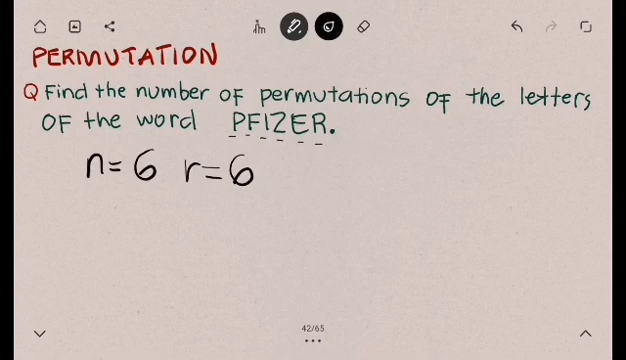 PERMUTATION
Q Find the number of permutations of the letters
of the word PFIZER.
n=6 r=6
42/65